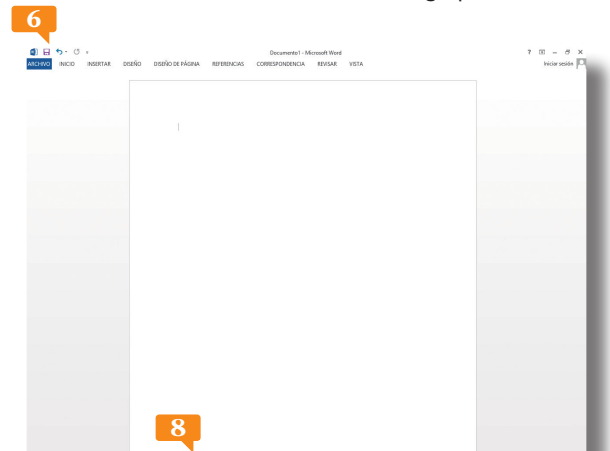 6
Documento1 - Microsoft Word
ARCHIVO INICIO INSERTAR DISEÑO DISEÑO DE PÁGINA REFERENCIAS CORRESPONDENCIA REVISAR VISTA Iniciar sesión
8